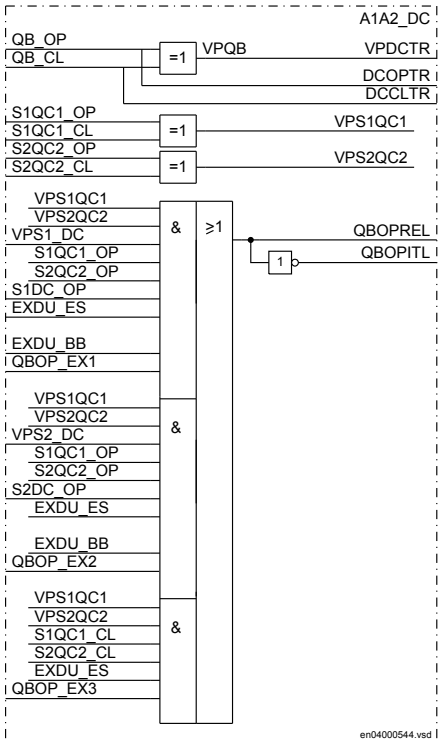 A1A2_DC
QB_OP
QB_CL
=1
VPQB
VPDCTR
DCOPTR
DCCLTR
S1QC1_OP
S1QC1_CL
=1
VPS1QC1
S2QC2_OP
S2QC2_CL
=1
VPS2QC2
VPS1QC1
VPS2QC2
VPS1_DC
S1QC1_OP
S2QC2_OP
S1DC_OP
EXDU_ES
EXDU_BB
QBOP_EX1
&
≥1
QBOPREL
QBOPITL
1
VPS1QC1
VPS2QC2
VPS2_DC
S1QC1_OP
S2QC2_OP
S2DC_OP
EXDU_ES
EXDU_BB
QBOP_EX2
&
VPS1QC1
VPS2QC2
S1QC1_CL
S2QC2_CL
EXDU_ES
QBOP_EX3
&
en04000544.vsd